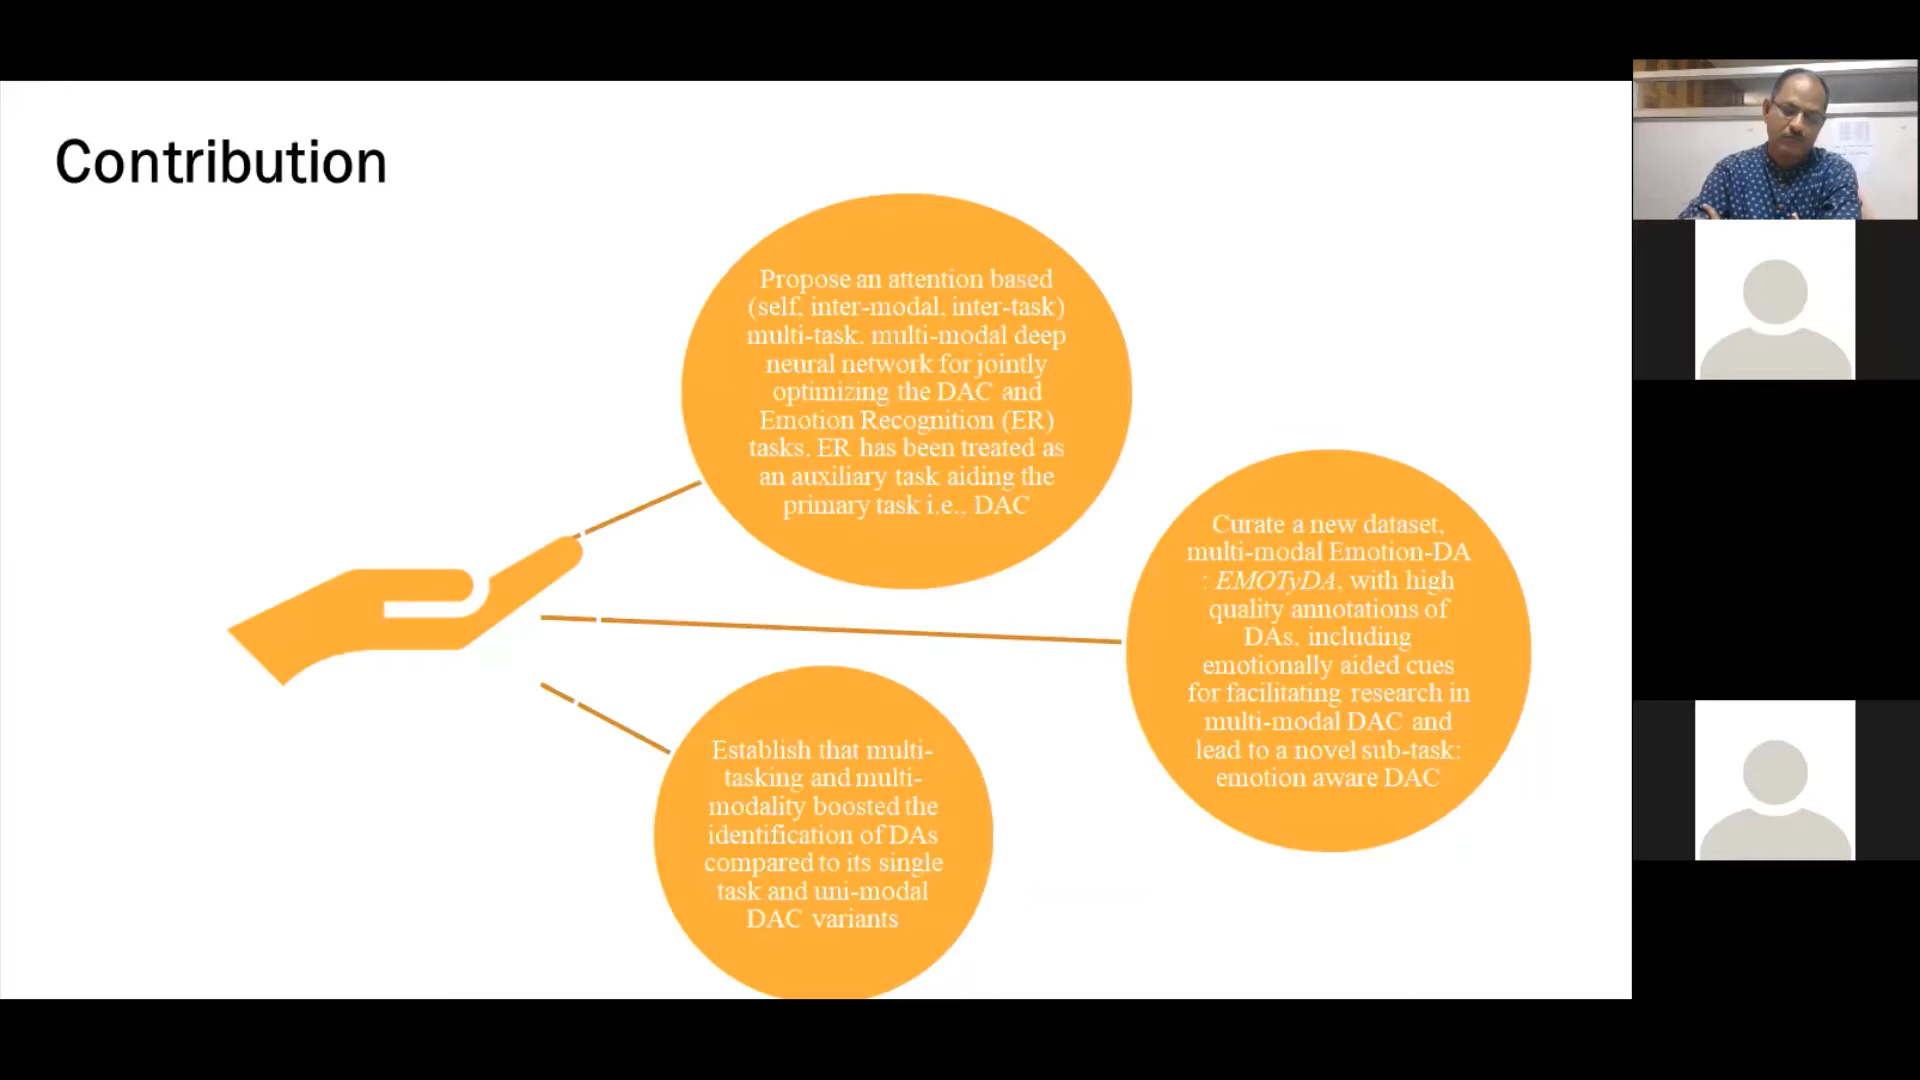 Contribution
Propose an attention based
(self, inter-modal, inter-task)
multi-task, multi-modal deep
neural network for jointly
optimizing the DAC and
Emotion Recognition (ER)
tasks. ER has been treated as
an auxiliary task aiding the
primary task i.e., DAC
Curate a new dataset,
multi-modal Emotion-DA
: EMOTyDA, with high
quality annotations of
DAs, including
emotionally aided cues
for facilitating research in
multi-modal DAC and
lead to a novel sub-task:
emotion aware DAC
Establish that multi-
tasking and multi-
modality boosted the
identification of DAs
compared to its single
task and uni-modal
DAC variants